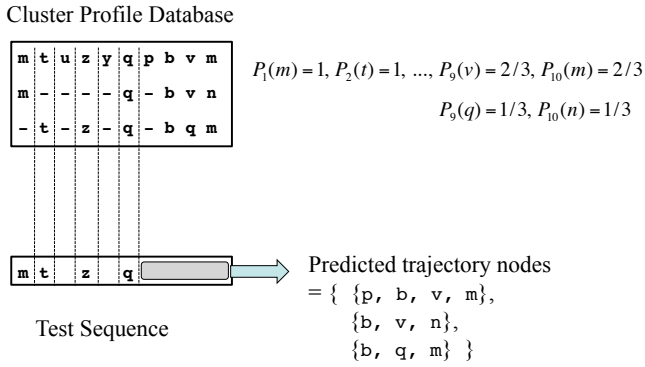 Cluster Profile Database
m t u z y q p b v m
m - - - - q - b v n
- t - z - q - b q m
P₁(m) = 1, P₂(t) = 1, ..., P₉(v) = 2/3, P₁₀(m) = 2/3
P₉(q) = 1/3, P₁₀(n) = 1/3
m t z q
Test Sequence
Predicted trajectory nodes
= { {p, b, v, m},
{b, v, n},
{b, q, m} }